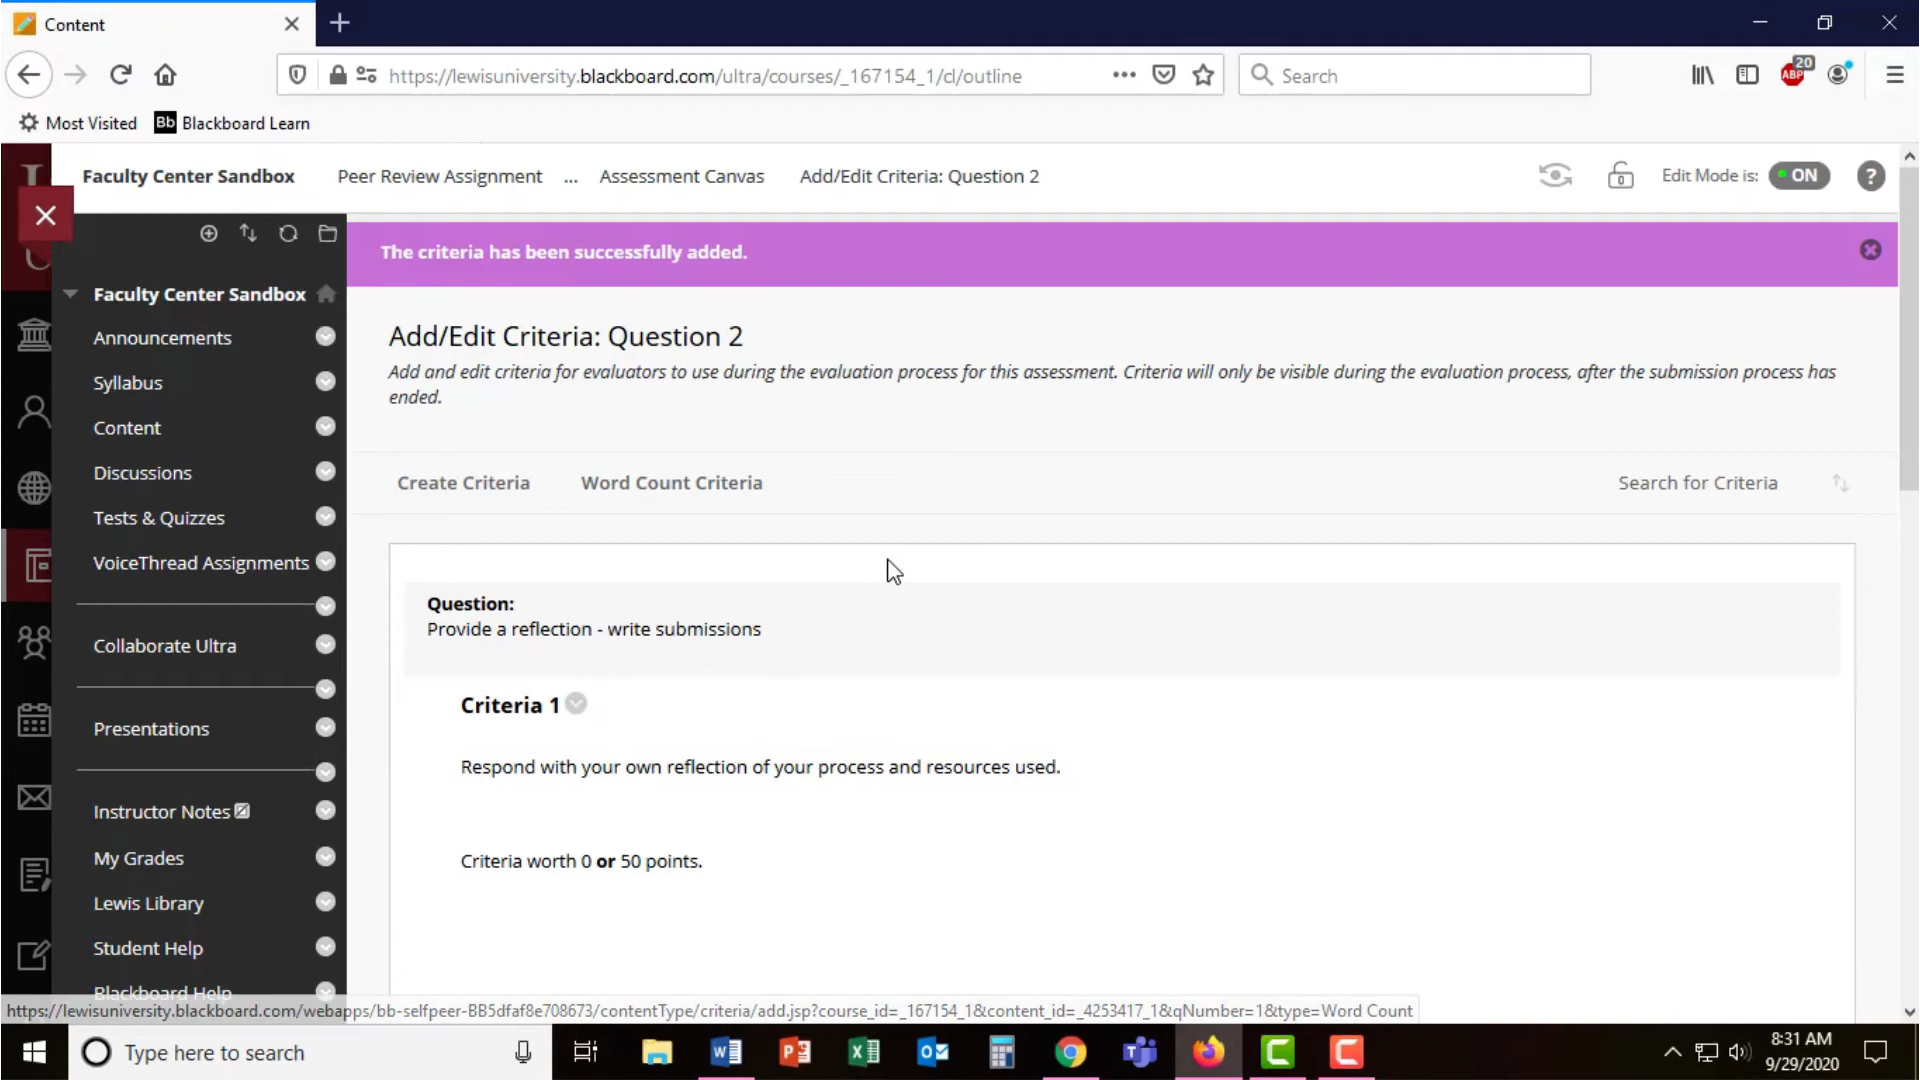 Content
https://lewisuniversity.blackboard.com/ultra/courses/_167154_1/cl/outline
Search
ABP
20
Most Visited
Bb Blackboard Learn
Faculty Center Sandbox
Peer Review Assignment
...
Assessment Canvas
Add/Edit Criteria: Question 2
Edit Mode is:
ON
?
The criteria has been successfully added.
Faculty Center Sandbox
Announcements
Syllabus
Content
Discussions
Tests & Quizzes
VoiceThread Assignments
Collaborate Ultra
Presentations
Instructor Notes
My Grades
Lewis Library
Student Help
Blackboard Help
Add/Edit Criteria: Question 2
Add and edit criteria for evaluators to use during the evaluation process for this assessment. Criteria will only be visible during the evaluation process, after the submission process has
ended.
Create Criteria
Word Count Criteria
Search for Criteria
Question:
Provide a reflection - write submissions
Criteria 1
Respond with your own reflection of your process and resources used.
Criteria worth 0 or 50 points.
https://lewisuniversity.blackboard.com/webapps/bb-selfpeer-BB5dfaf8e708673/contentType/criteria/add.jsp?course_id=_167154_1&content_id=_4253417_1&qNumber=1&type=Word Count
Type here to search
8:31 AM
9/29/2020